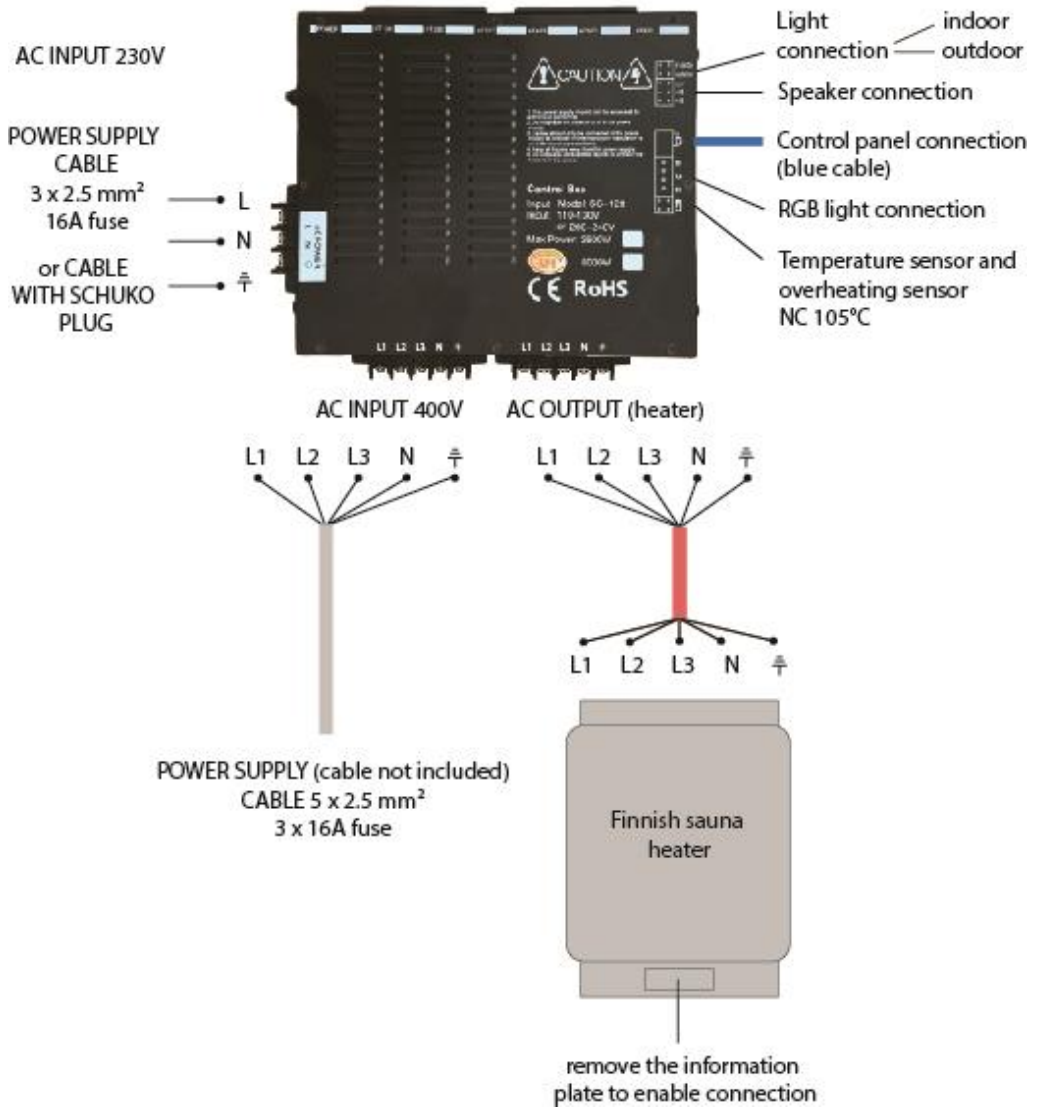 AC INPUT 230V
POWER SUPPLY
CABLE
3 x 2.5 mm²
16A fuse
or CABLE
WITH SCHUKO
PLUG
L
N
POWER
CAUTION
Control Box
CE RoHS
L1 L2 L3 N
L1 L2 L3 N
Light
connection
indoor
outdoor
Speaker connection
Control panel connection
(blue cable)
RGB light connection
Temperature sensor and
overheating sensor
NC 105°C
AC INPUT 400V
AC OUTPUT (heater)
L1 L2 L3 N
L1 L2 L3 N
L1 L2 L3 N
POWER SUPPLY (cable not included)
CABLE 5 x 2.5 mm²
3 x 16A fuse
Finnish sauna
heater
remove the information
plate to enable connection